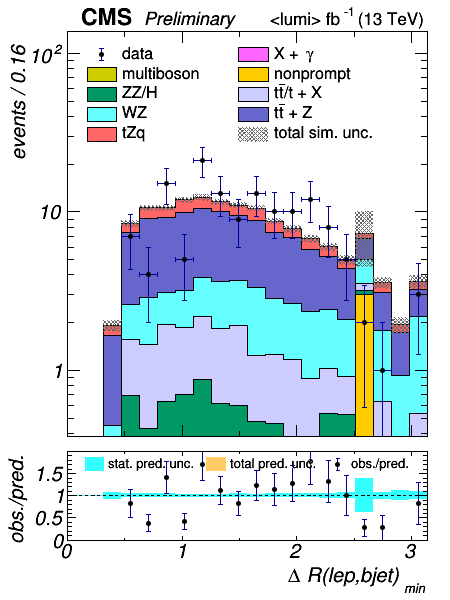 CMS Preliminary <lumi> fb⁻¹ (13 TeV)
events / 0.16
10²
10
1
data
multiboson
ZZ/H
WZ
tZq
X + γ
nonprompt
tt̄/t + X
tt̄ + Z
total sim. unc.
obs./pred.
1.5
1
0.5
0
stat. pred. unc. total pred. unc. obs./pred.
0 1 2 3
Δ R(lep,bjet) min